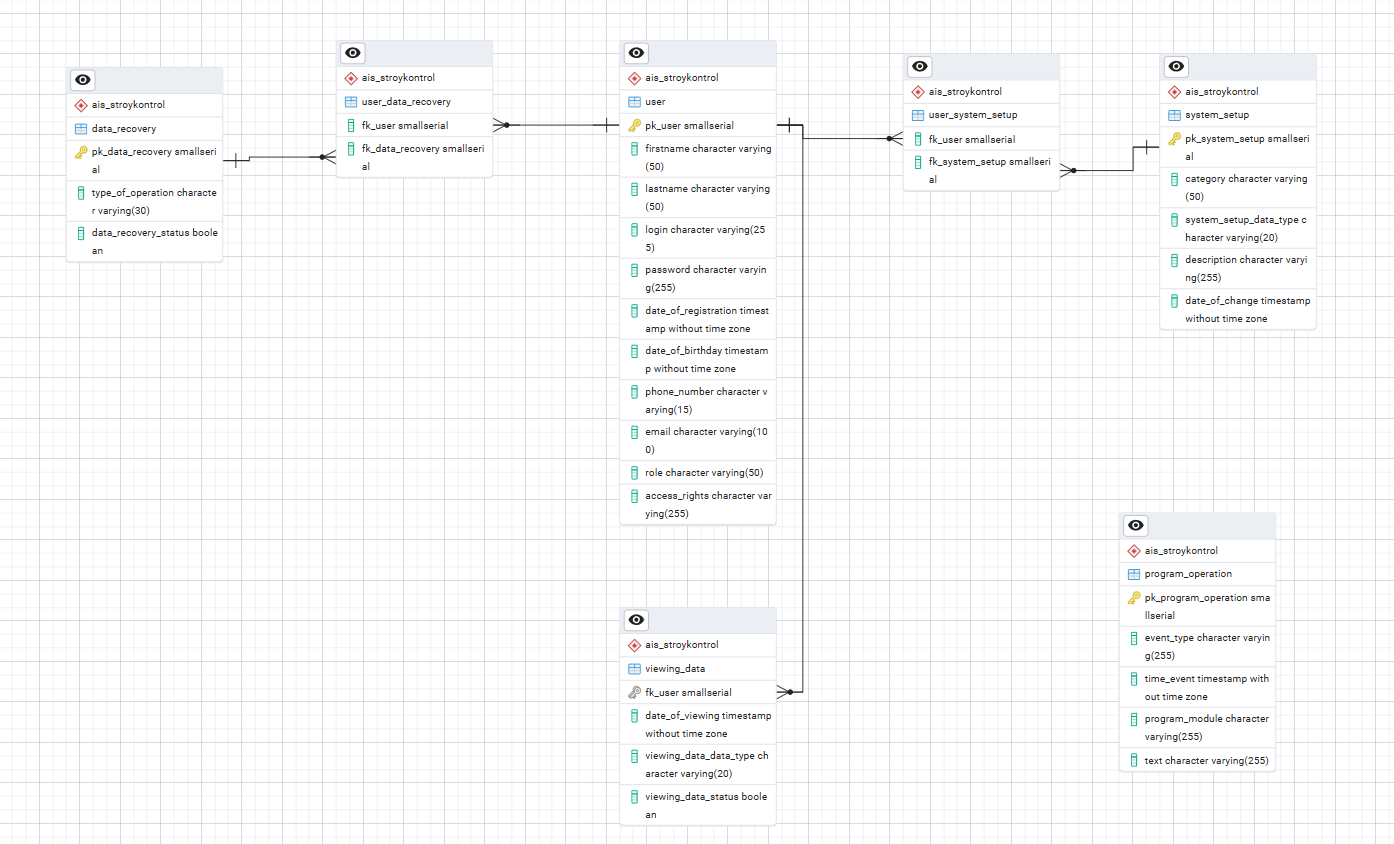 ais_stroykontrol
data_recovery
pk_data_recovery smallseri
al
type_of_operation characte
r varying(30)
data_recovery_status boole
an
ais_stroykontrol
user_data_recovery
fk_user smallserial
fk_data_recovery smallseri
al
ais_stroykontrol
user
pk_user smallserial
firstname character varying
(50)
lastname character varying
(50)
login character varying(25
5)
password character varyin
g(255)
date_of_registration timest
amp without time zone
date_of_birthday timestam
p without time zone
phone_number character v
arying(15)
email character varying(10
0)
role character varying(50)
access_rights character var
ying(255)
ais_stroykontrol
user_system_setup
fk_user smallserial
fk_system_setup smallseri
al
ais_stroykontrol
system_setup
pk_system_setup smallseri
al
category character varying
(50)
system_setup_data_type c
haracter varying(20)
description character varyi
ng(255)
date_of_change timestamp
without time zone
ais_stroykontrol
viewing_data
fk_user smallserial
date_of_viewing timestamp
without time zone
viewing_data_data_type ch
aracter varying(20)
viewing_data_status boole
an
ais_stroykontrol
program_operation
pk_program_operation sma
llserial
event_type character varyin
g(255)
time_event timestamp with
out time zone
program_module character
varying(255)
text character varying(255)